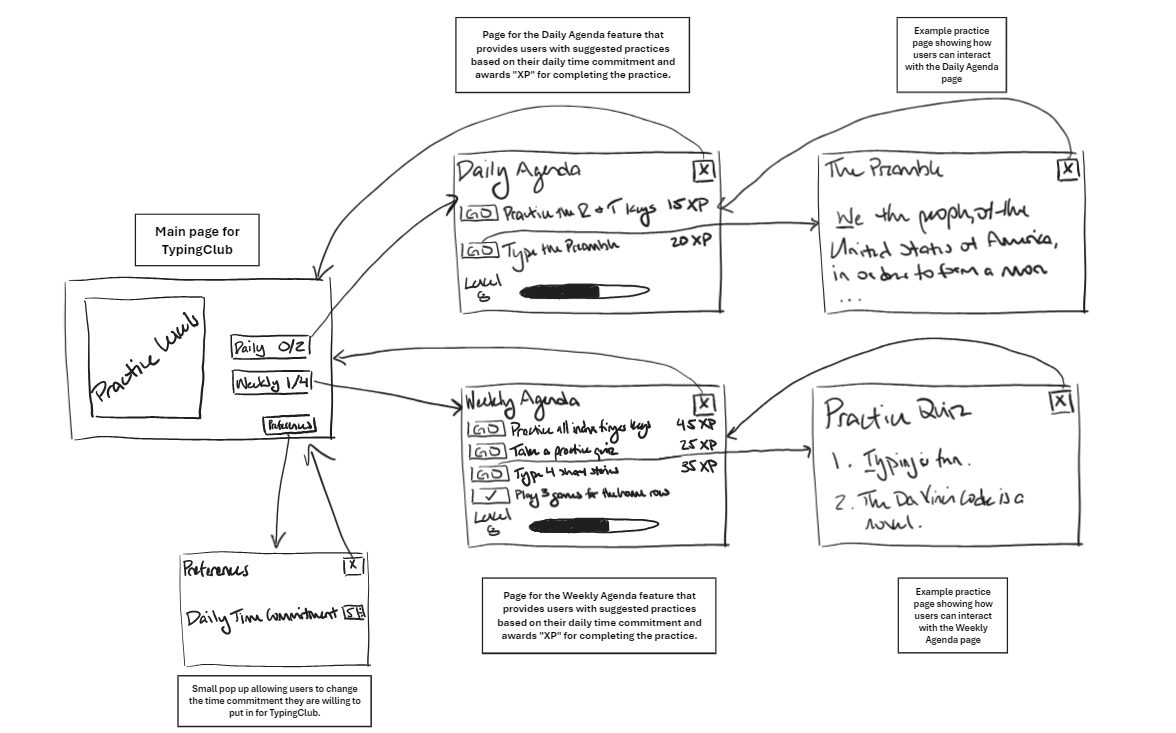 Page for the Daily Agenda feature that
provides users with suggested practices
based on their daily time commitment and
awards "XP" for completing the practice.
Example practice
page showing how
users can interact
with the Daily Agenda
page
Main page for
TypingClub
Practice Levels
Daily 0/2
Weekly 1/4
Preferences
Daily Agenda
X
GO Practice the R & T keys 15 XP
GO Type the Preamble 20 XP
Level
8
The Preamble
X
We the people, of the
United States of America,
in order to form a more
...
Weekly Agenda
X
GO Practice all index finger keys 45 XP
GO Take a practice quiz 25 XP
GO Type 4 short stories 35 XP
✓ Play 3 games for the home row
Level
8
Practice Quiz
X
1. Typing is fun.
2. The Da Vinci Code is a
novel.
Preferences
X
Daily Time Commitment 5
Small pop up allowing users to change
the time commitment they are willing to
put in for TypingClub.
Page for the Weekly Agenda feature that
provides users with suggested practices
based on their daily time commitment and
awards "XP" for completing the practice.
Example practice
page showing how
users can interact
with the Weekly
Agenda page